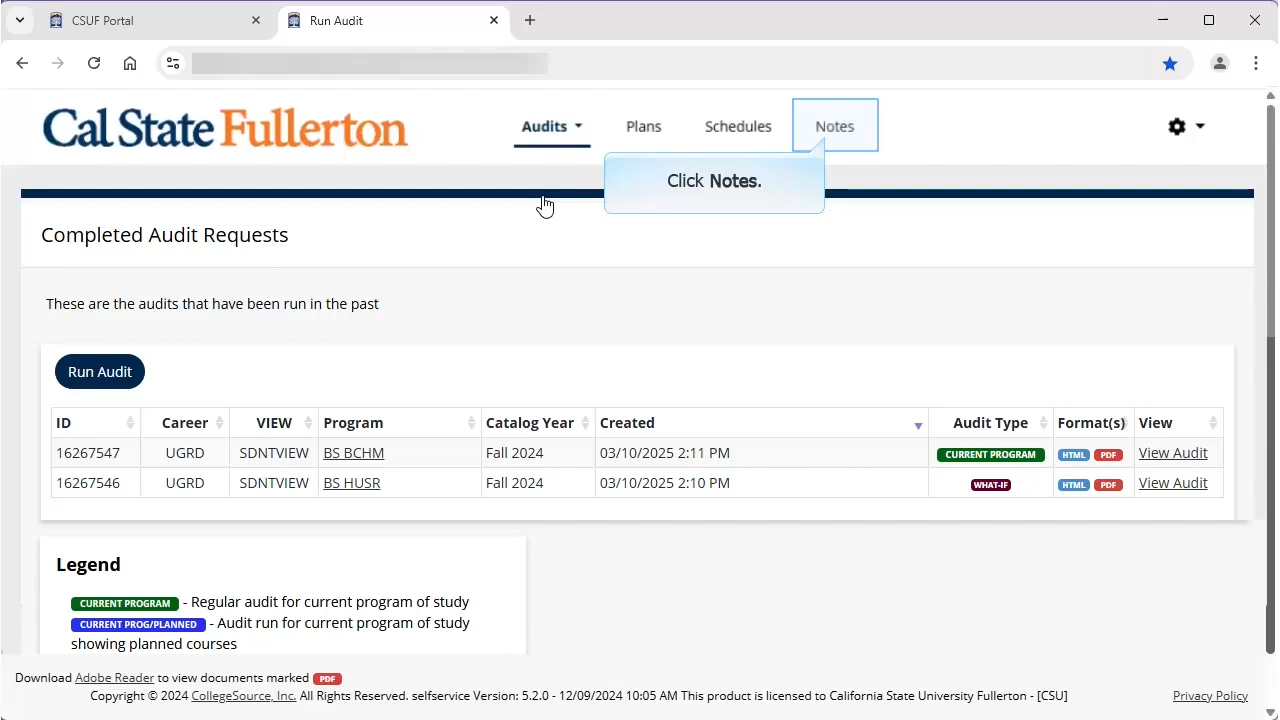 CSUF Portal
Run Audit
Cal State Fullerton
Audits Plans Schedules Notes
Click Notes.
Completed Audit Requests
These are the audits that have been run in the past
Run Audit
ID Career VIEW Program Catalog Year Created Audit Type Format(s) View
16267547 UGRD SDNTVIEW BS BCHM Fall 2024 03/10/2025 2:11 PM CURRENT PROGRAM HTML PDF View Audit
16267546 UGRD SDNTVIEW BS HUSR Fall 2024 03/10/2025 2:10 PM WHAT-IF HTML PDF View Audit
Legend
CURRENT PROGRAM - Regular audit for current program of study
CURRENT PROG/PLANNED - Audit run for current program of study
showing planned courses
Download Adobe Reader to view documents marked PDF
Copyright © 2024 CollegeSource, Inc. All Rights Reserved. selfservice Version: 5.2.0 - 12/09/2024 10:05 AM This product is licensed to California State University Fullerton - [CSU] Privacy Policy